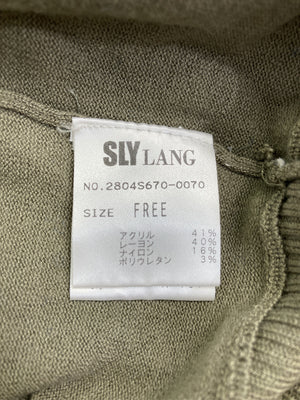 SLY LANG
NO.2804S670-0070
SIZE FREE
アクリル 41%
レーヨン 40%
ナイロン 16%
ポリウレタン 3%